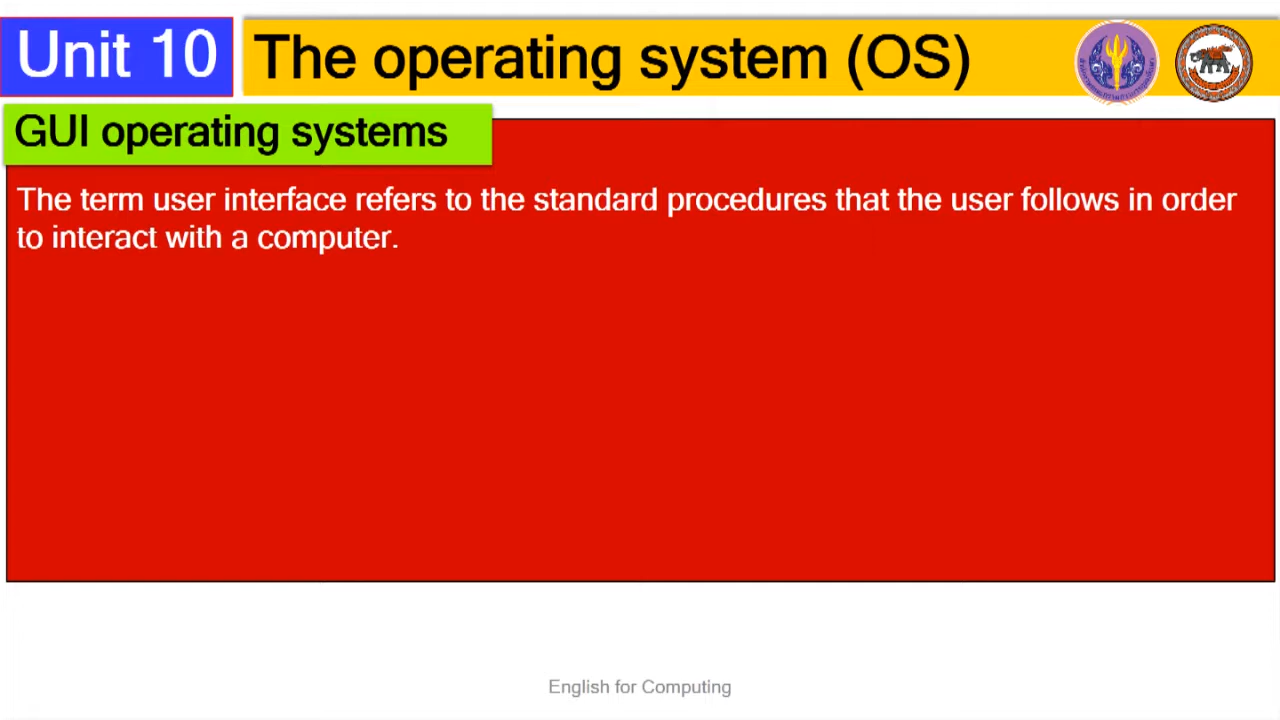 Unit 10
The operating system (OS)
GUI operating systems
The term user interface refers to the standard procedures that the user follows in order
to interact with a computer.
English for Computing